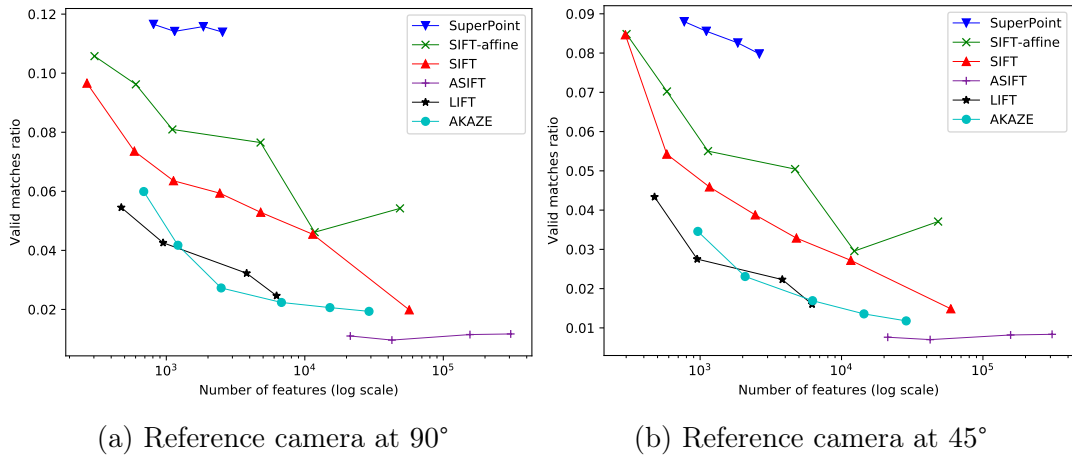 0.12
0.10
0.08
0.06
0.04
0.02
Valid matches ratio
10³
10⁴
10⁵
Number of features (log scale)
SuperPoint
SIFT-affine
SIFT
ASIFT
LIFT
AKAZE
(a) Reference camera at 90°
0.09
0.08
0.07
0.06
0.05
0.04
0.03
0.02
0.01
Valid matches ratio
10³
10⁴
10⁵
Number of features (log scale)
SuperPoint
SIFT-affine
SIFT
ASIFT
LIFT
AKAZE
(b) Reference camera at 45°